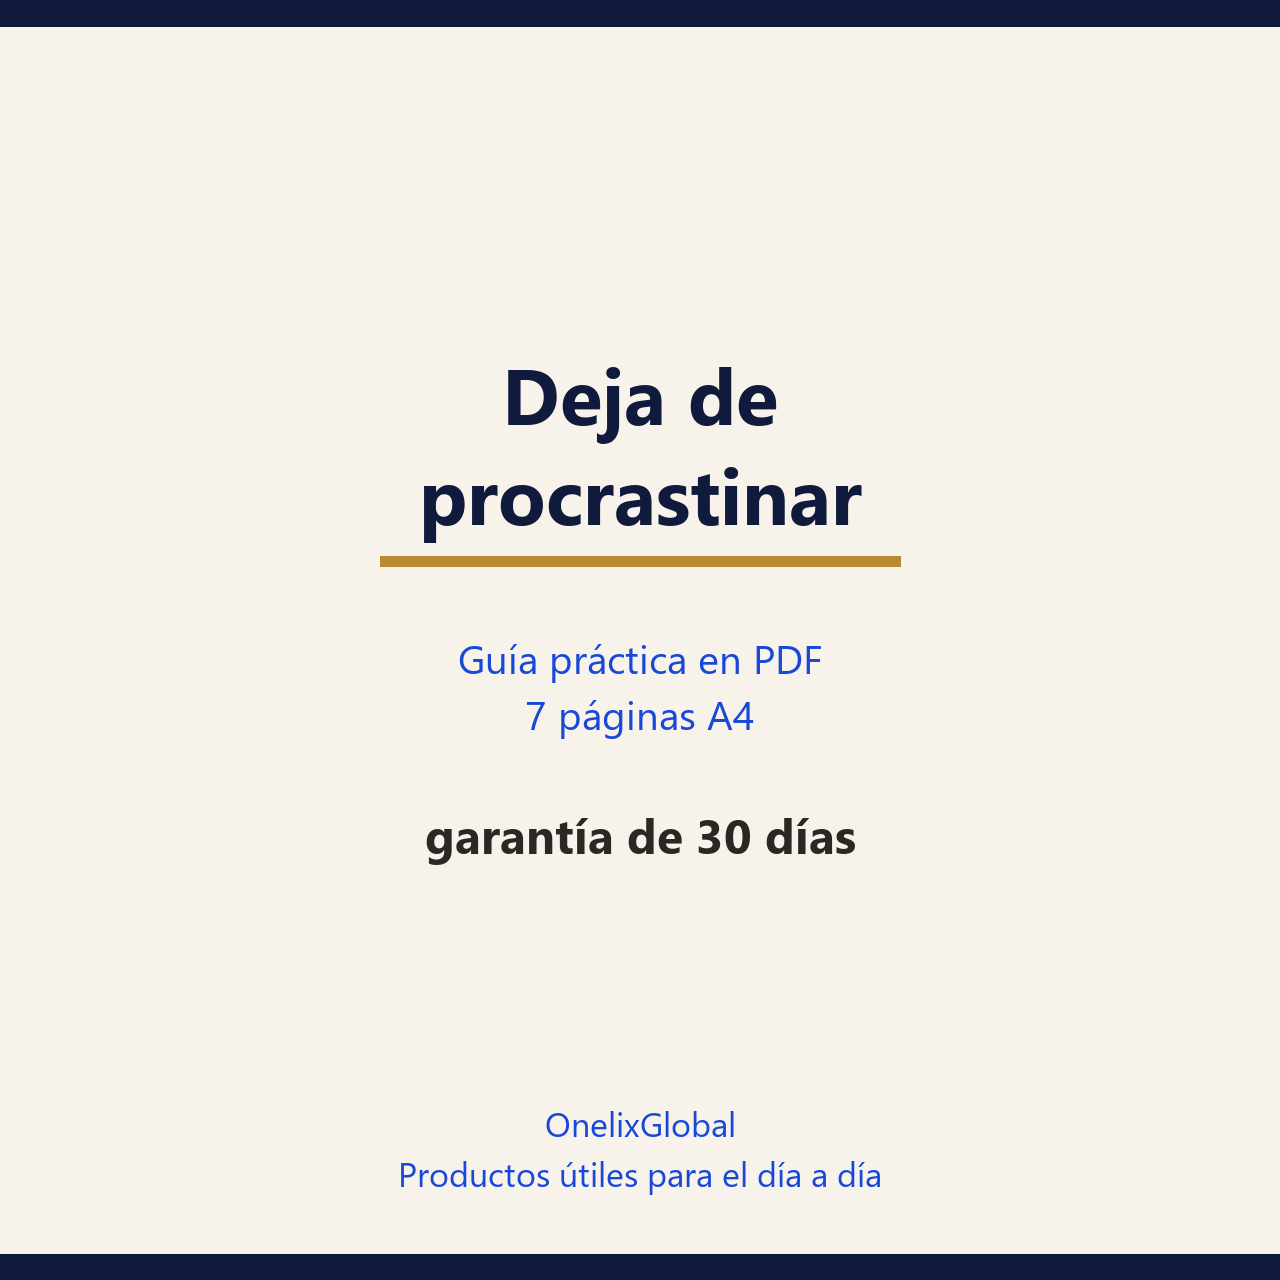 Deja de
procrastinar
Guía práctica en PDF
7 páginas A4
garantía de 30 días
OnelixGlobal
Productos útiles para el día a día